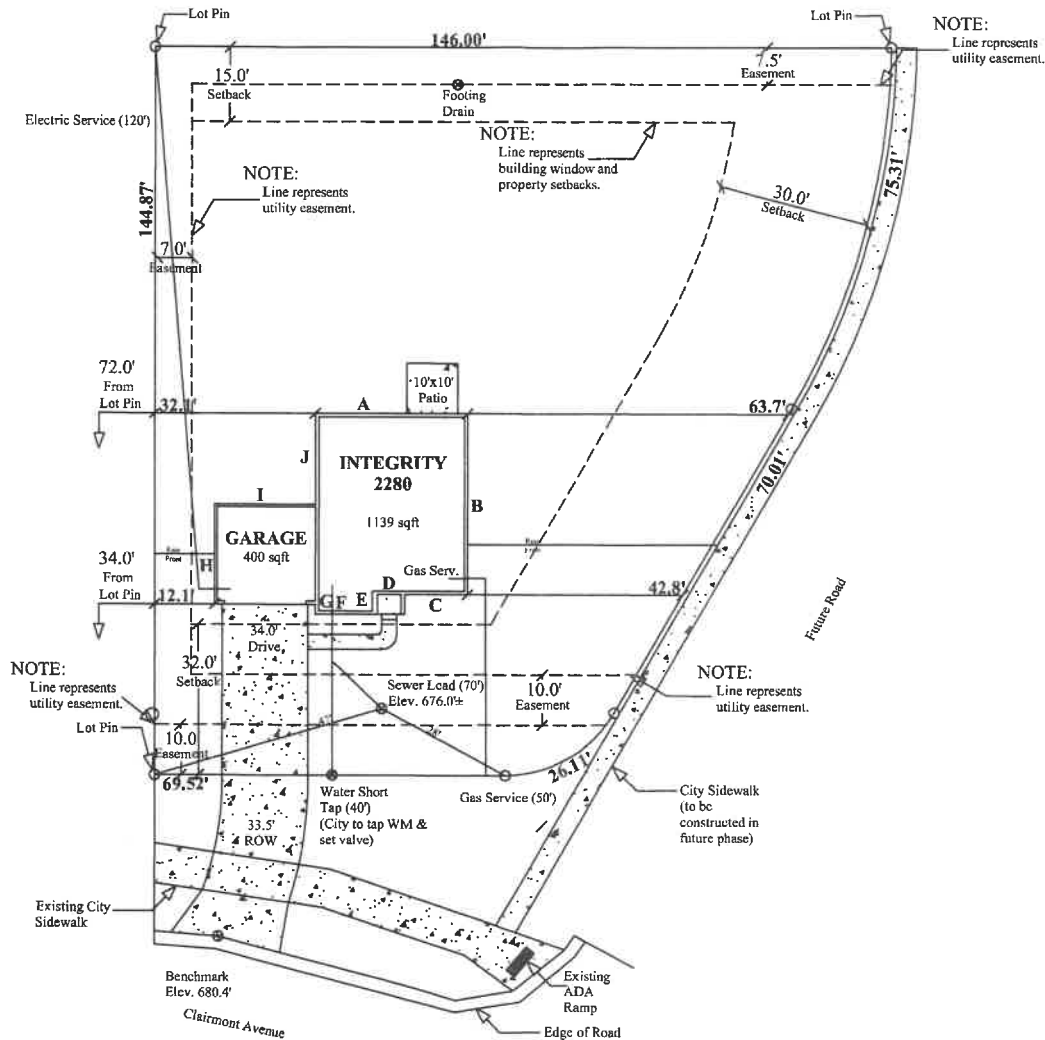 Lot Pin
Lot Pin
NOTE:
Line represents
utility easement.
146.00'
15.0'
Setback
7.5'
Easement
Footing
Drain
Electric Service (120')
NOTE:
Line represents
building window and
property setbacks.
NOTE:
Line represents
utility easement.
75.31'
30.0'
Setback
144.87'
7.0'
Easement
72.0'
From
Lot Pin
32.1'
A
10'x10'
Patio
63.7'
J
INTEGRITY
2280
1139 sqft
B
70.01'
I
GARAGE
400 sqft
H
Gas Serv.
34.0'
From
Lot Pin
12.1'
D
G
F
E
C
42.8'
Future Road
34.0'
Drive
32.0'
Setback
NOTE:
Line represents
utility easement.
Sewer Lead (70')
Elev. 676.0'±
10.0'
Easement
NOTE:
Line represents
utility easement.
Lot Pin
10.0
Easement
69.52'
26.11'
Water Short
Tap (40')
(City to tap WM &
set valve)
Gas Service (50')
City Sidewalk
(to be
constructed in
future phase)
33.5'
ROW
Existing City
Sidewalk
Benchmark
Elev. 680.4'
Existing
ADA
Ramp
Clairmont Avenue
Edge of Road